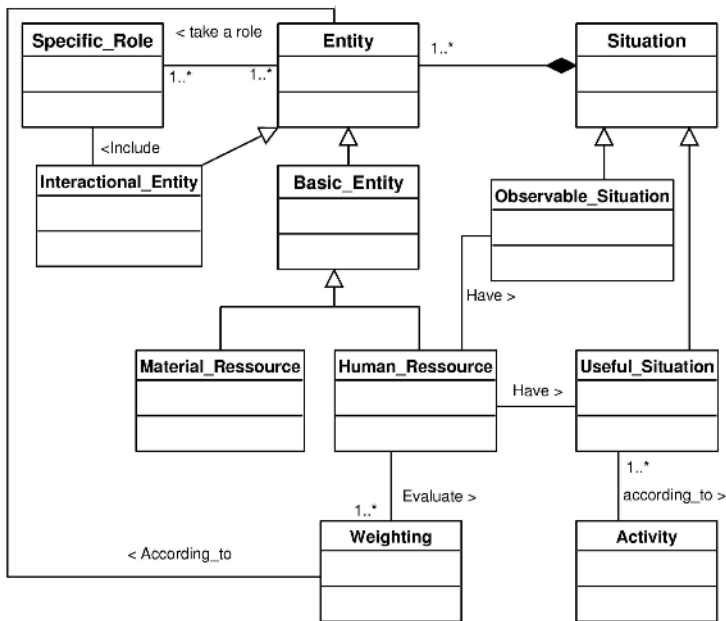 Specific_Role
< take a role
Entity
1..*
Situation
1..*
1..*
<Include
Interactional_Entity
Basic_Entity
Observable_Situation
Have >
Material_Ressource
Human_Ressource
Have >
Useful_Situation
1..*
Evaluate >
according_to >
1..*
Weighting
Activity
< According_to